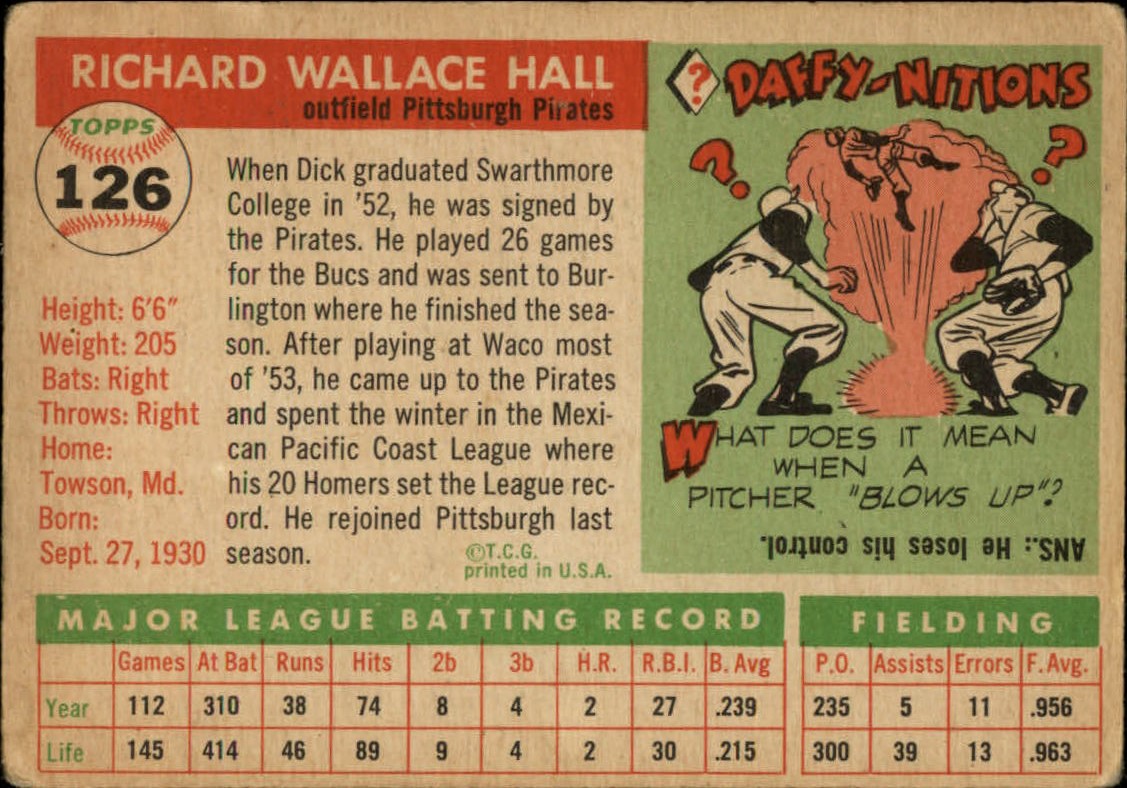 RICHARD WALLACE HALL
outfield Pittsburgh Pirates
TOPPS
126
Height: 6'6"
Weight: 205
Bats: Right
Throws: Right
Home:
Towson, Md.
Born:
Sept. 27, 1930
When Dick graduated Swarthmore
College in '52, he was signed by
the Pirates. He played 26 games
for the Bucs and was sent to Bur-
lington where he finished the sea-
son. After playing at Waco most
of '53, he came up to the Pirates
and spent the winter in the Mexi-
can Pacific Coast League where
his 20 Homers set the League rec-
ord. He rejoined Pittsburgh last
season.
©T.C.G.
printed in U.S.A.
? DAFFY-NITIONS
? ?
WHAT DOES IT MEAN
WHEN A
PITCHER "BLOWS UP"?
ANS.: He loses his control.
MAJOR LEAGUE BATTING RECORD
Games At Bat Runs Hits 2b 3b H.R. R.B.I. B. Avg
Year 112 310 38 74 8 4 2 27 .239
Life 145 414 46 89 9 4 2 30 .215
FIELDING
P.O. Assists Errors F. Avg.
235 5 11 .956
300 39 13 .963